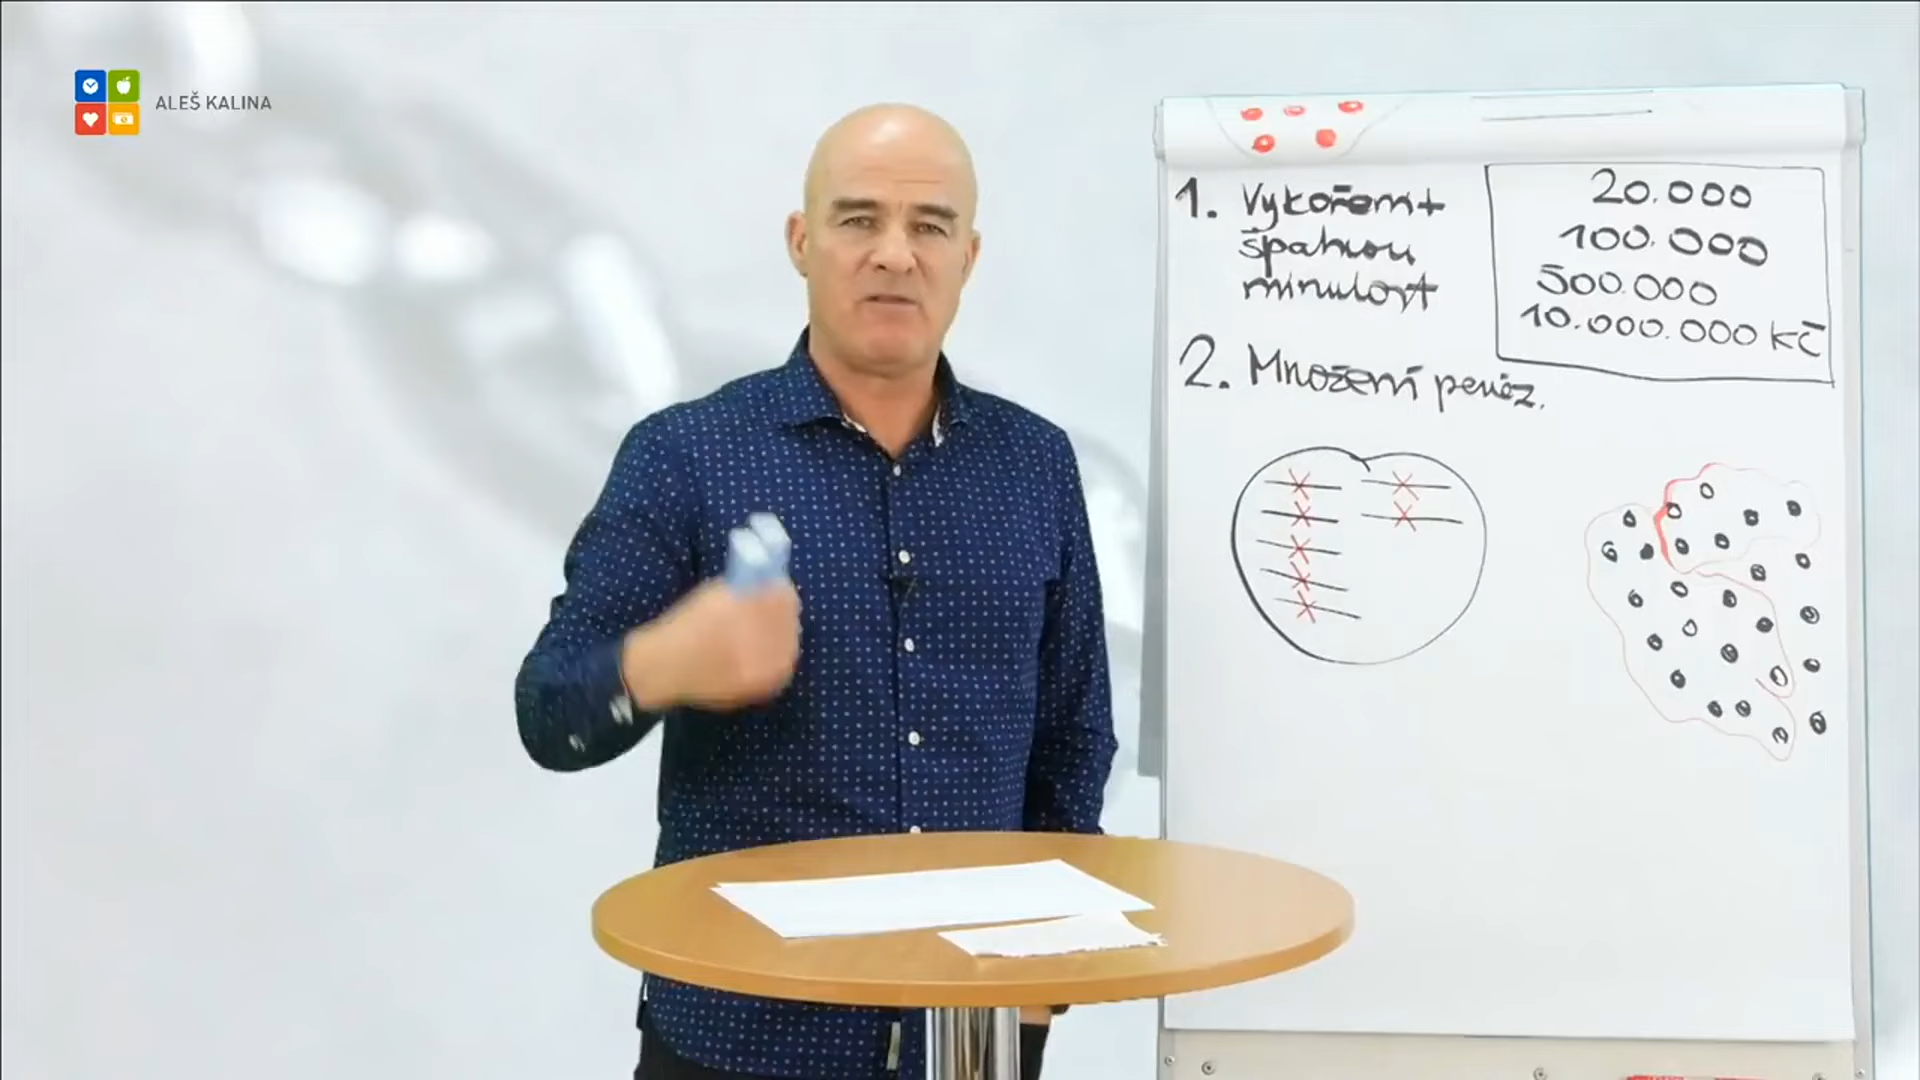 ALEŠ KALINA
1. Vykořenit
špatnou
minulost
20.000
100.000
500.000
10.000.000 Kč
2. Množení peněz.